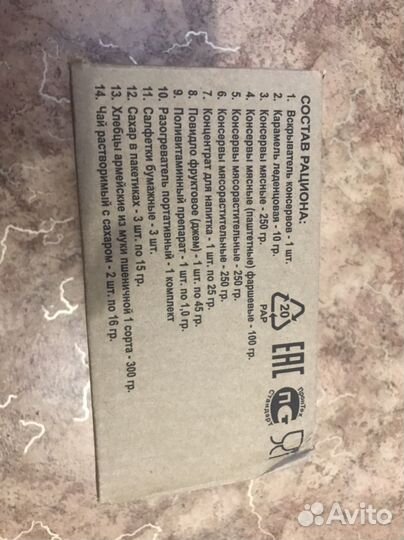 СОСТАВ РАЦИОНА:
1. Вскрыватель консервов - 1 шт.
2. Карамель леденцовая - 10 гр.
3. Консервы мясные - 250 гр.
4. Консервы мясные (паштетные) фаршевые - 100 гр.
5. Консервы мясорастительные - 250 гр.
6. Консервы мясорастительные - 250 гр.
7. Концентрат для напитка - 1 шт. по 25 гр.
8. Повидло фруктовое (джем) - 1 шт. по 45 гр.
9. Поливитаминный препарат - 1 шт. по 1,0 гр.
10. Разогреватель портативный - 1 комплект
11. Салфетки бумажные - 3 шт.
12. Сахар в пакетиках - 3 шт. по 15 гр.
13. Хлебцы армейские из муки пшеничной 1 сорта - 300 гр.
14. Чай растворимый с сахаром - 2 шт. по 16 гр.
20
PAP
EAC
ПромТех
ПС
стандарт
Avito